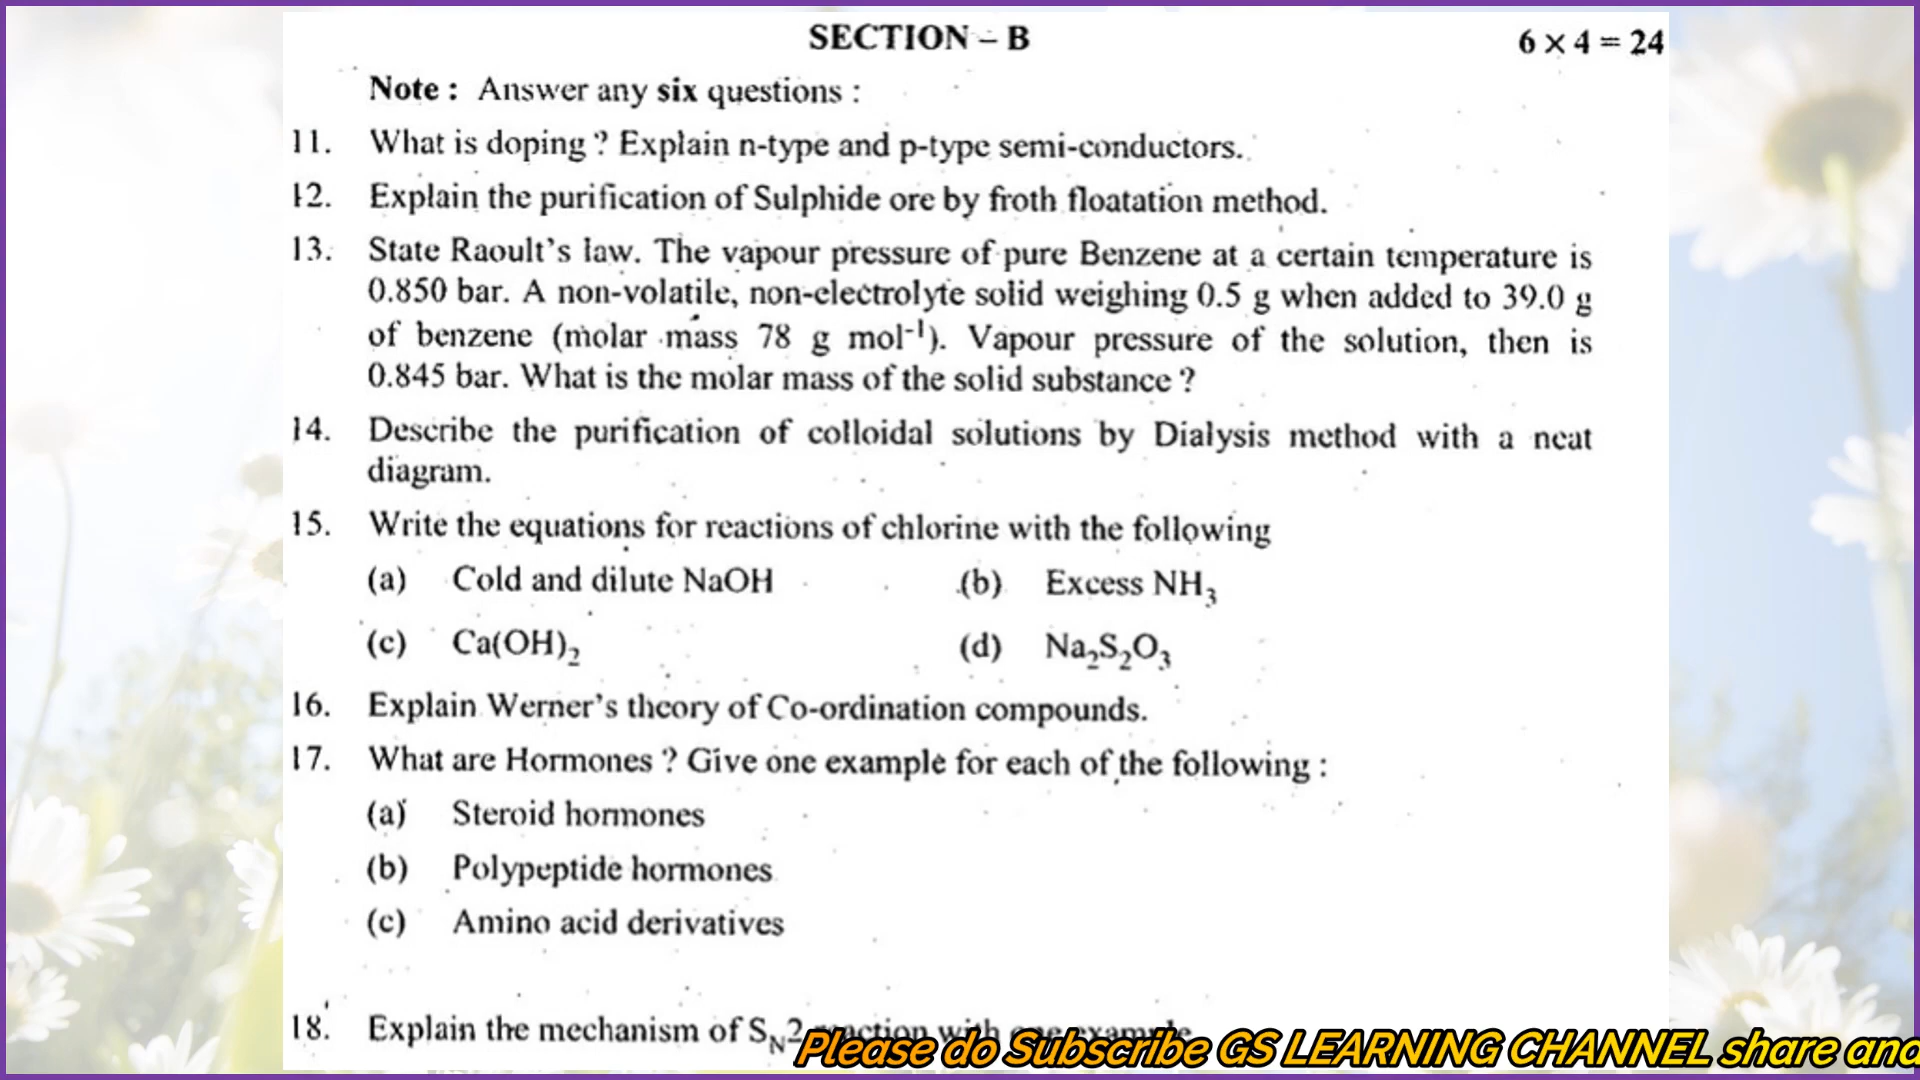 SECTION – B
6 × 4 = 24
Note : Answer any six questions :
11. What is doping ? Explain n-type and p-type semi-conductors.
12. Explain the purification of Sulphide ore by froth floatation method.
13. State Raoult's law. The vapour pressure of pure Benzene at a certain temperature is
0.850 bar. A non-volatile, non-electrolyte solid weighing 0.5 g when added to 39.0 g
of benzene (molar mass 78 g mol⁻¹). Vapour pressure of the solution, then is
0.845 bar. What is the molar mass of the solid substance ?
14. Describe the purification of colloidal solutions by Dialysis method with a neat
diagram.
15. Write the equations for reactions of chlorine with the following
(a) Cold and dilute NaOH (b) Excess NH₃
(c) Ca(OH)₂ (d) Na₂S₂O₃
16. Explain Werner's theory of Co-ordination compounds.
17. What are Hormones ? Give one example for each of the following :
(a) Steroid hormones
(b) Polypeptide hormones
(c) Amino acid derivatives
18. Explain the mechanism of S_N2 reaction with one example
Please do Subscribe GS LEARNING CHANNEL share and